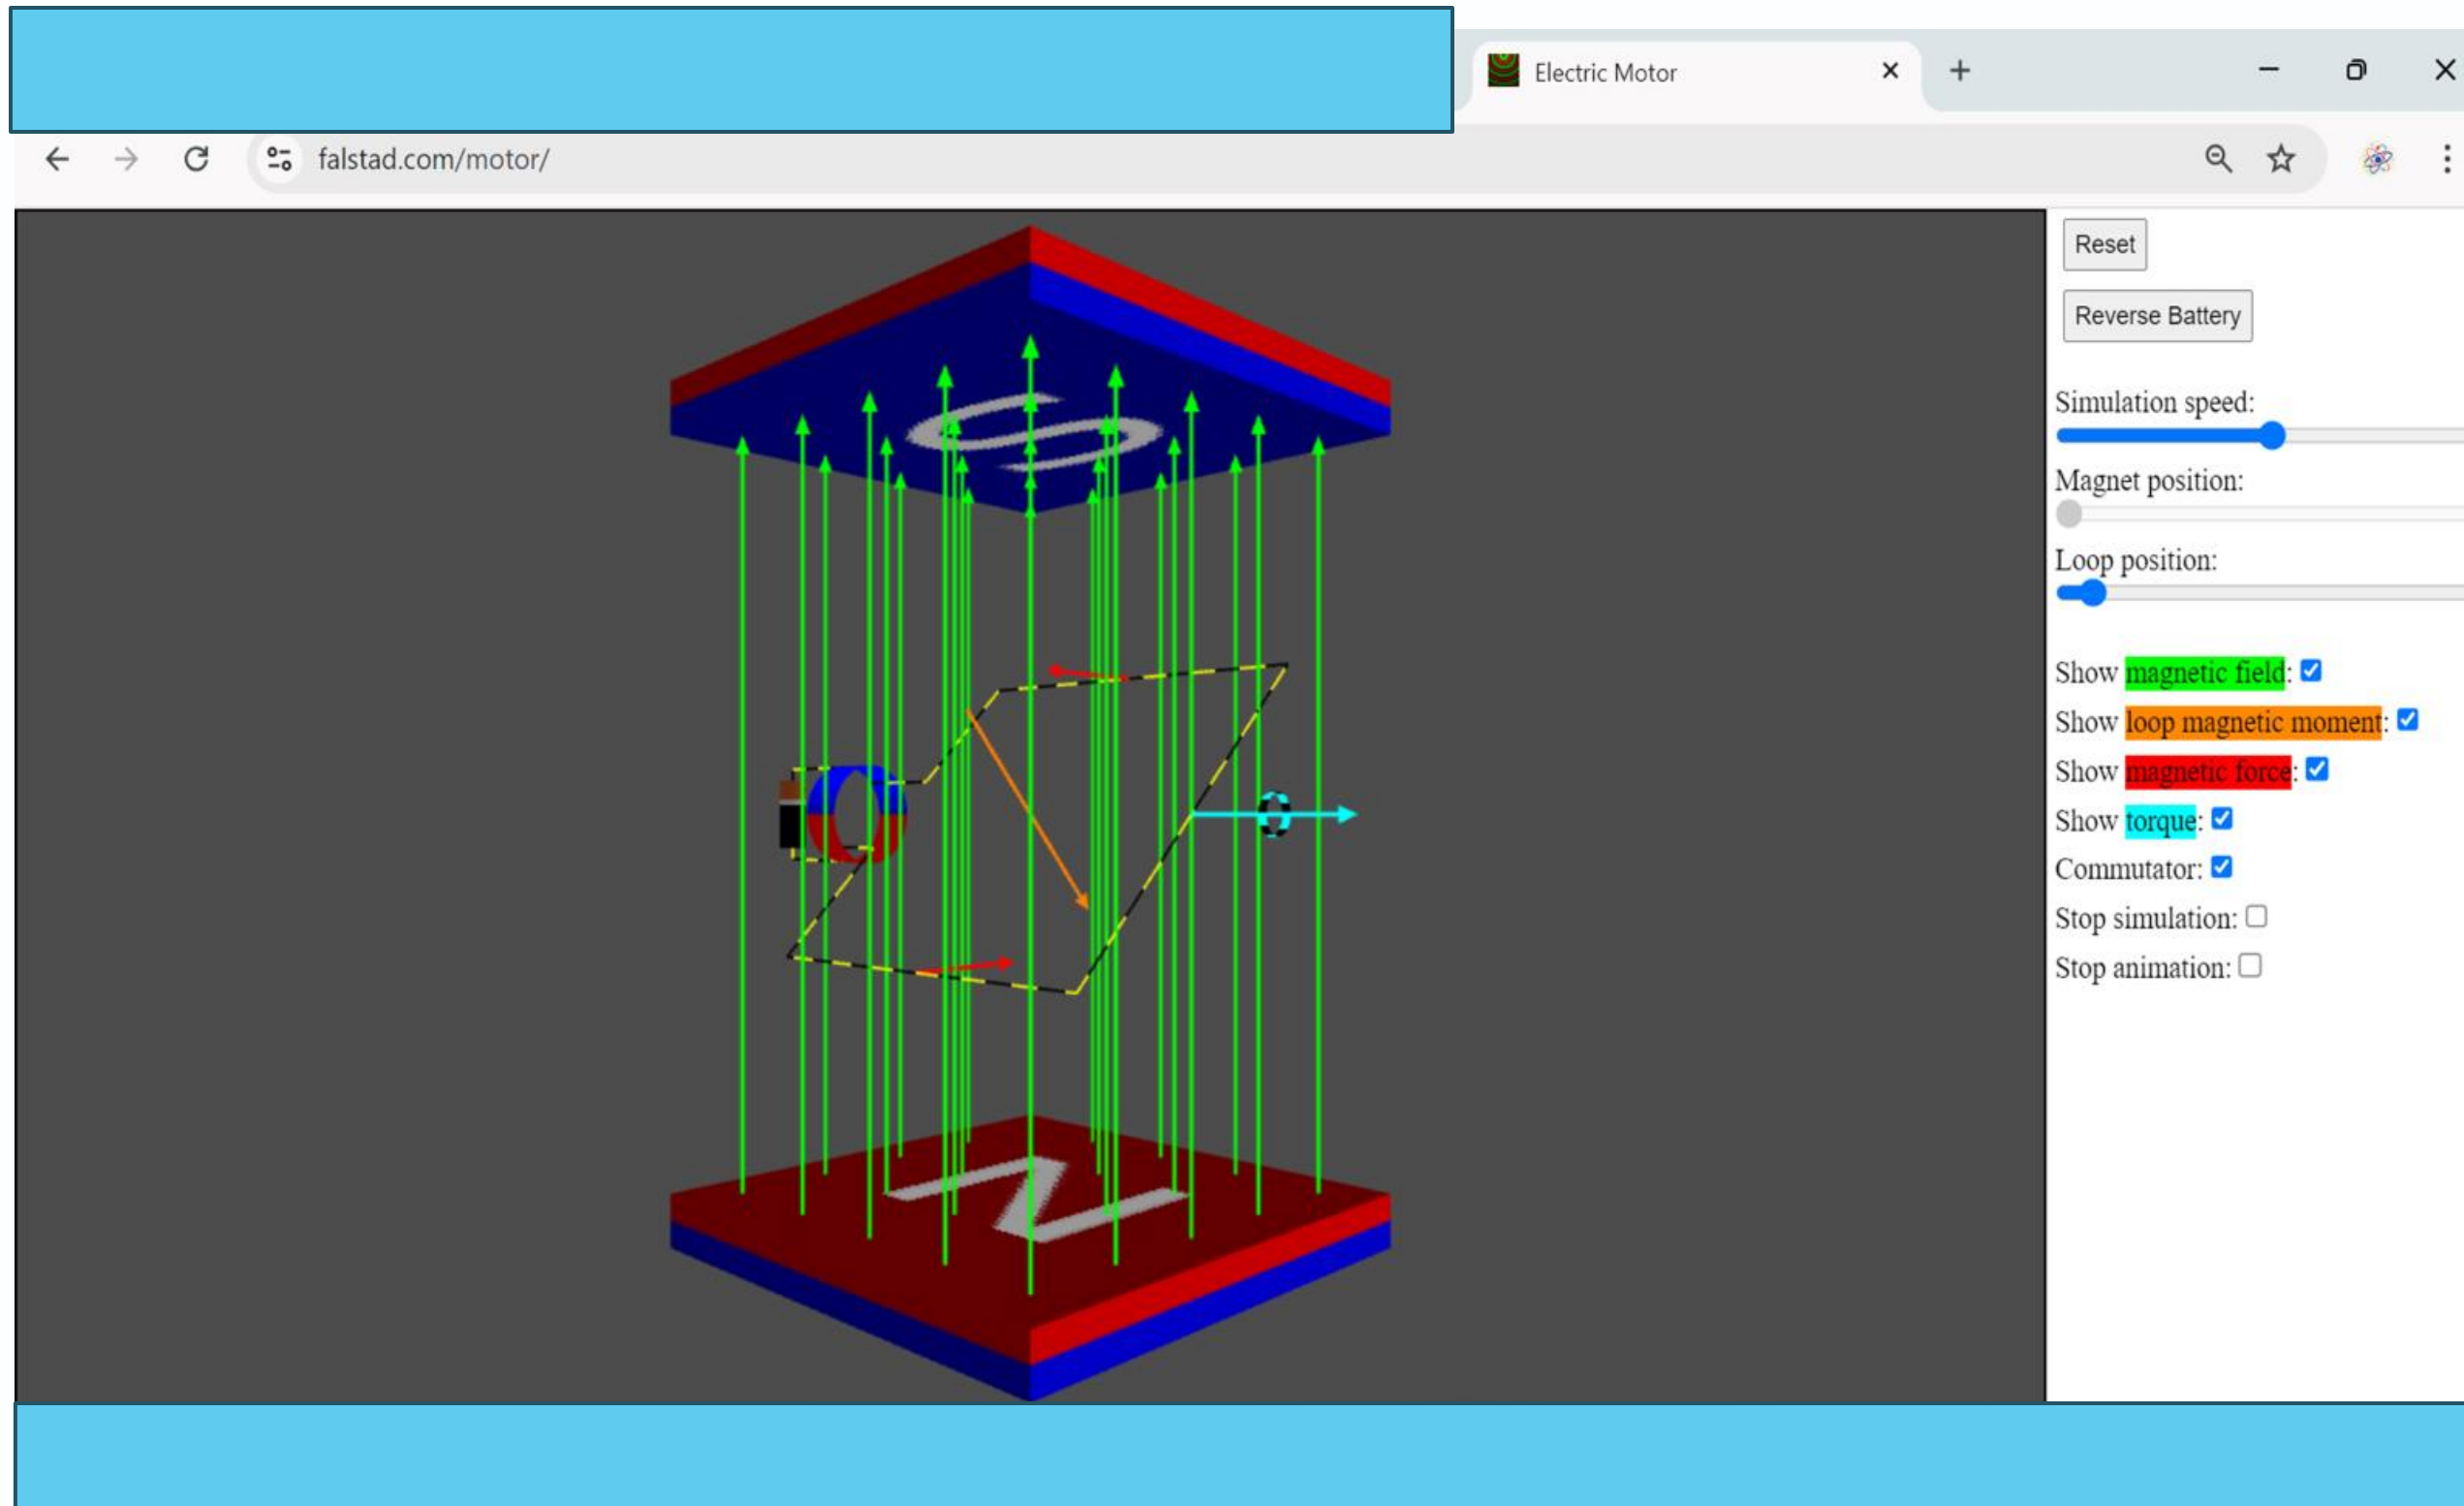 Electric Motor
falstad.com/motor/
Reset
Reverse Battery
Simulation speed:
Magnet position:
Loop position:
Show magnetic field:
Show loop magnetic moment:
Show magnetic force:
Show torque:
Commutator:
Stop simulation:
Stop animation:
S
N